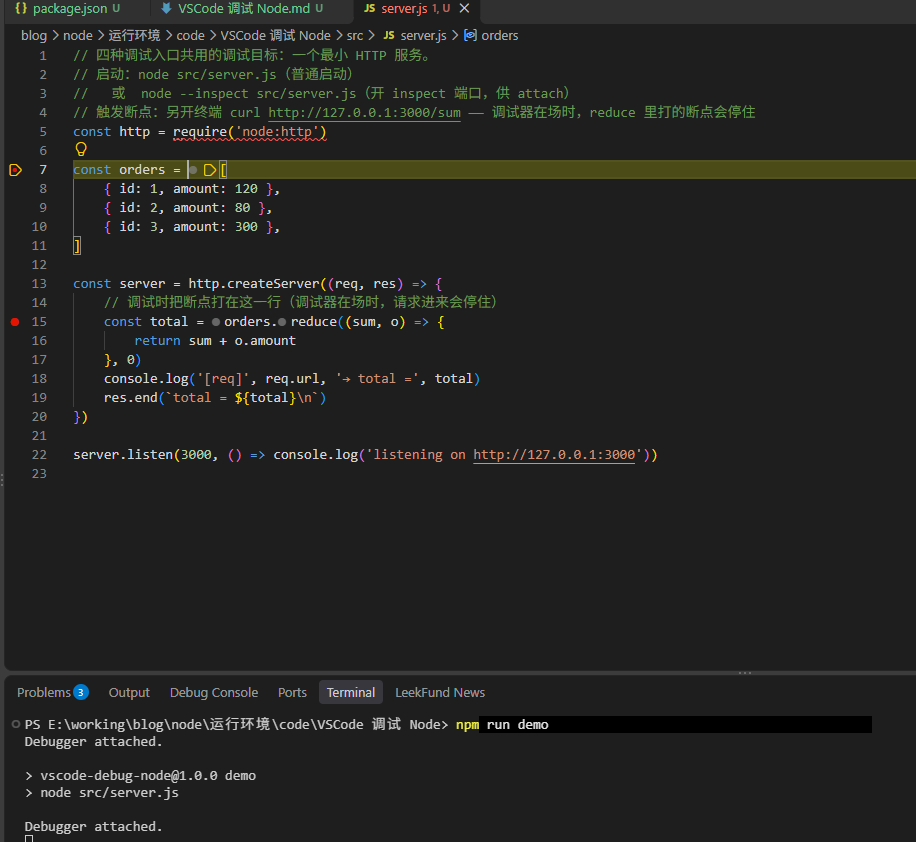 {} package.json U
VSCode 调试 Node.md U
JS server.js 1, U
blog > node > 运行环境 > code > VSCode 调试 Node > src > JS server.js > orders
1 // 四种调试入口共用的调试目标：一个最小 HTTP 服务。
2 // 启动：node src/server.js（普通启动）
3 //   或  node --inspect src/server.js（开 inspect 端口，供 attach）
4 // 触发断点：另开终端 curl http://127.0.0.1:3000/sum —— 调试器在场时，reduce 里打的断点会停住
5 const http = require('node:http')
6
7 const orders = [
8     { id: 1, amount: 120 },
9     { id: 2, amount: 80 },
10     { id: 3, amount: 300 },
11 ]
12
13 const server = http.createServer((req, res) => {
14     // 调试时把断点打在这一行（调试器在场时，请求进来会停住）
15     const total = orders.reduce((sum, o) => {
16         return sum + o.amount
17     }, 0)
18     console.log('[req]', req.url, '→ total =', total)
19     res.end(`total = ${total}\n`)
20 })
21
22 server.listen(3000, () => console.log('listening on http://127.0.0.1:3000'))
23
Problems 3 Output Debug Console Ports Terminal LeekFund News
PS E:\working\blog\node\运行环境\code\VSCode 调试 Node> npm run demo
Debugger attached.
> vscode-debug-node@1.0.0 demo
> node src/server.js
Debugger attached.